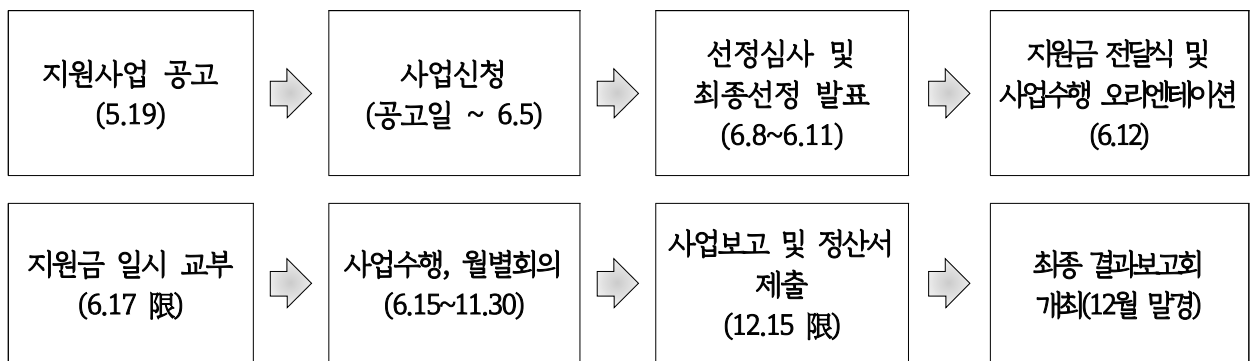 지원사업 공고
(5.19)
사업신청
(공고일 ~ 6.5)
선정심사 및
최종선정 발표
(6.8~6.11)
지원금 전달식 및
사업수행 오리엔테이션
(6.12)
지원금 일시 교부
(6.17 限)
사업수행, 월별회의
(6.15~11.30)
사업보고 및 정산서
제출
(12.15 限)
최종 결과보고회
개최(12월 말경)